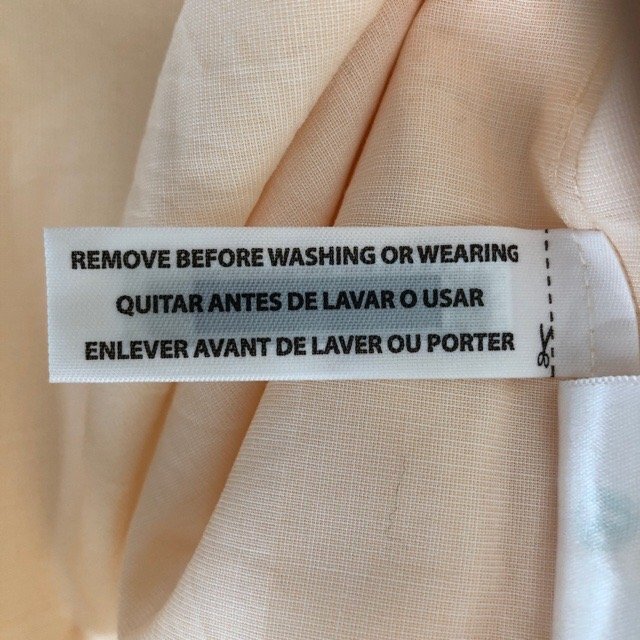 REMOVE BEFORE WASHING OR WEARING
QUITAR ANTES DE LAVAR O USAR
ENLEVER AVANT DE LAVER OU PORTER